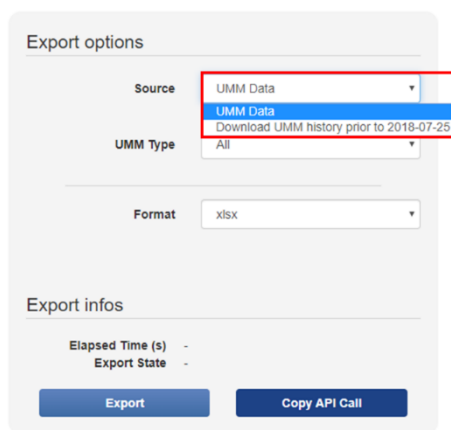 Export options
Source UMM Data
UMM Data
Download UMM history prior to 2018-07-25
UMM Type All
Format xlsx
Export infos
Elapsed Time (s) -
Export State -
Export Copy API Call